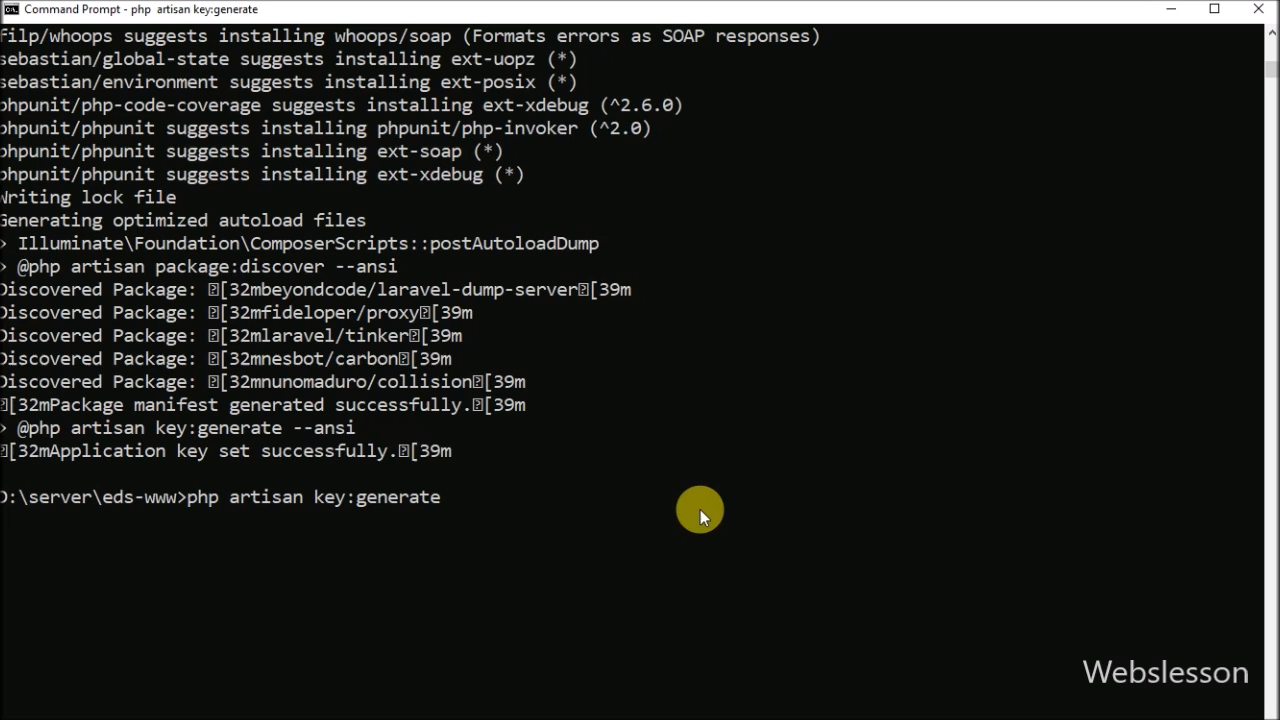 Command Prompt - php  artisan key:generate
filp/whoops suggests installing whoops/soap (Formats errors as SOAP responses)
sebastian/global-state suggests installing ext-uopz (*)
sebastian/environment suggests installing ext-posix (*)
phpunit/php-code-coverage suggests installing ext-xdebug (^2.6.0)
phpunit/phpunit suggests installing phpunit/php-invoker (^2.0)
phpunit/phpunit suggests installing ext-soap (*)
phpunit/phpunit suggests installing ext-xdebug (*)
Writing lock file
Generating optimized autoload files
> Illuminate\Foundation\ComposerScripts::postAutoloadDump
> @php artisan package:discover --ansi
Discovered Package: [32mbeyondcode/laravel-dump-server[39m
Discovered Package: [32mfideloper/proxy[39m
Discovered Package: [32mlaravel/tinker[39m
Discovered Package: [32mnesbot/carbon[39m
Discovered Package: [32mnunomaduro/collision[39m
[32mPackage manifest generated successfully.[39m
> @php artisan key:generate --ansi
[32mApplication key set successfully.[39m
D:\server\eds-www>php artisan key:generate
Webslesson